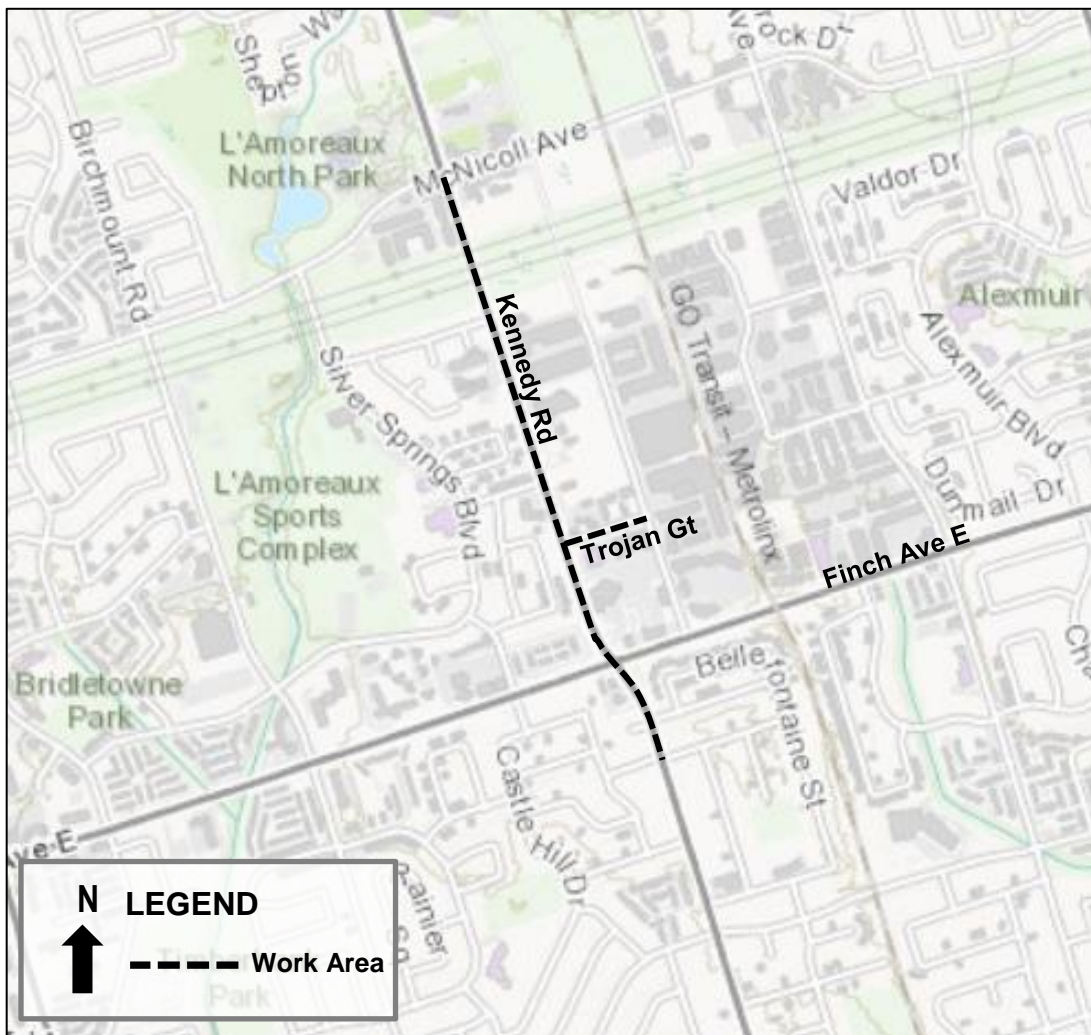 L'Amoreaux
North Park
McNicoll Ave
Birchmount Rd
Valdor Dr
Kennedy Rd
GO Transit – Metrolinx
Alexmuir
Alexmuir Blvd
Silver Springs Blvd
L'Amoreaux
Sports
Complex
Trojan Gt
Finch Ave E
Bridletowne
Park
Bellefontaine St
Castle Hill Dr
Ave E
N LEGEND
Work Area
Park